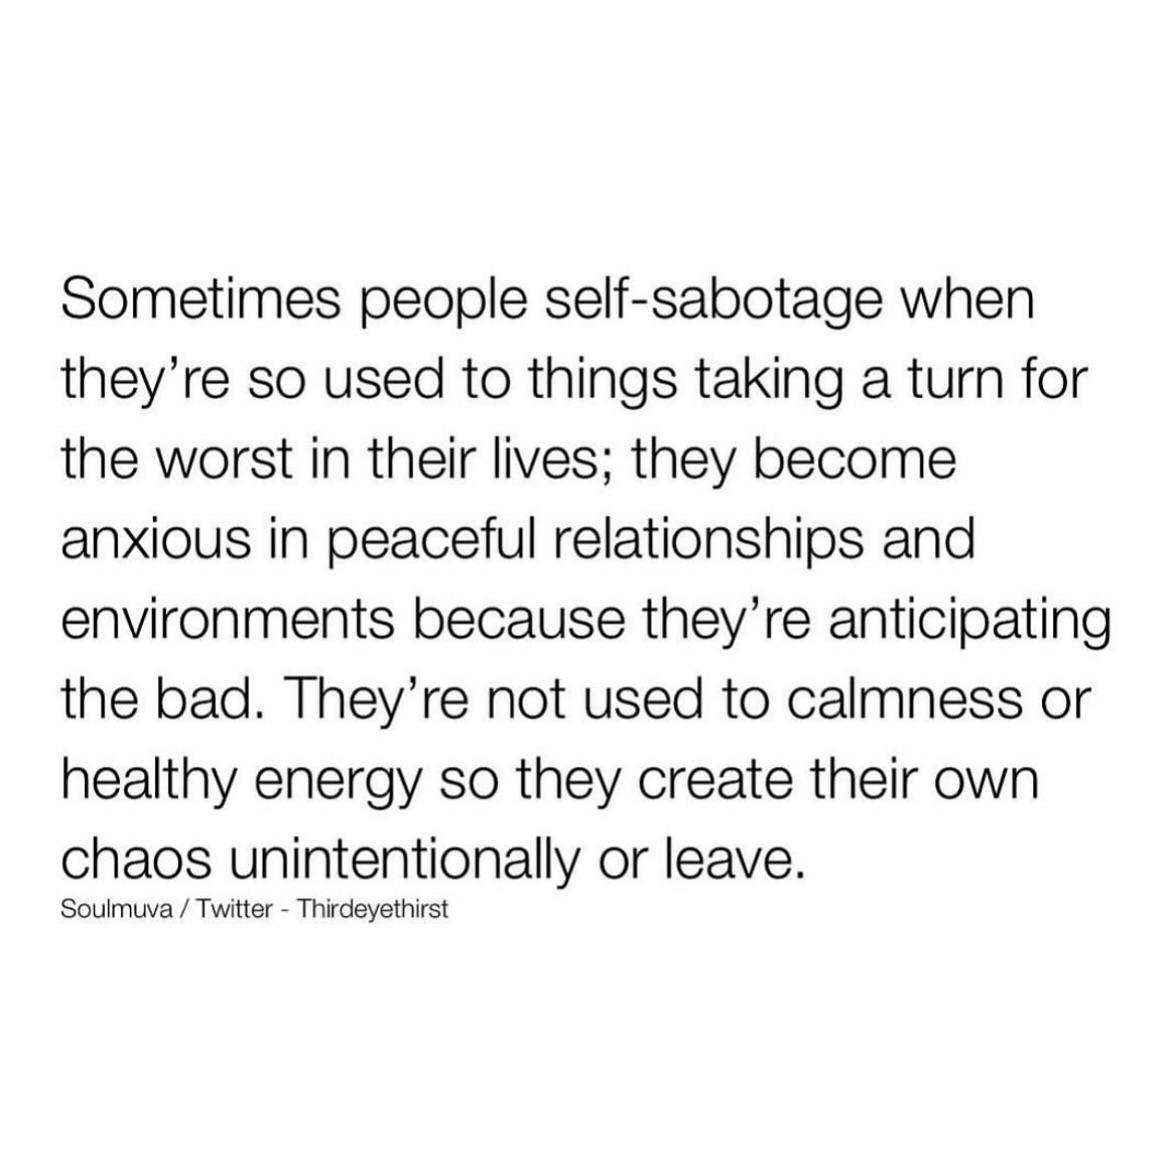 Sometimes people self-sabotage when
they’re so used to things taking a turn for
the worst in their lives; they become
anxious in peaceful relationships and
environments because they’re anticipating
the bad. They’re not used to calmness or
healthy energy so they create their own
chaos unintentionally or leave.
Soulmuva / Twitter - Thirdeyethirst